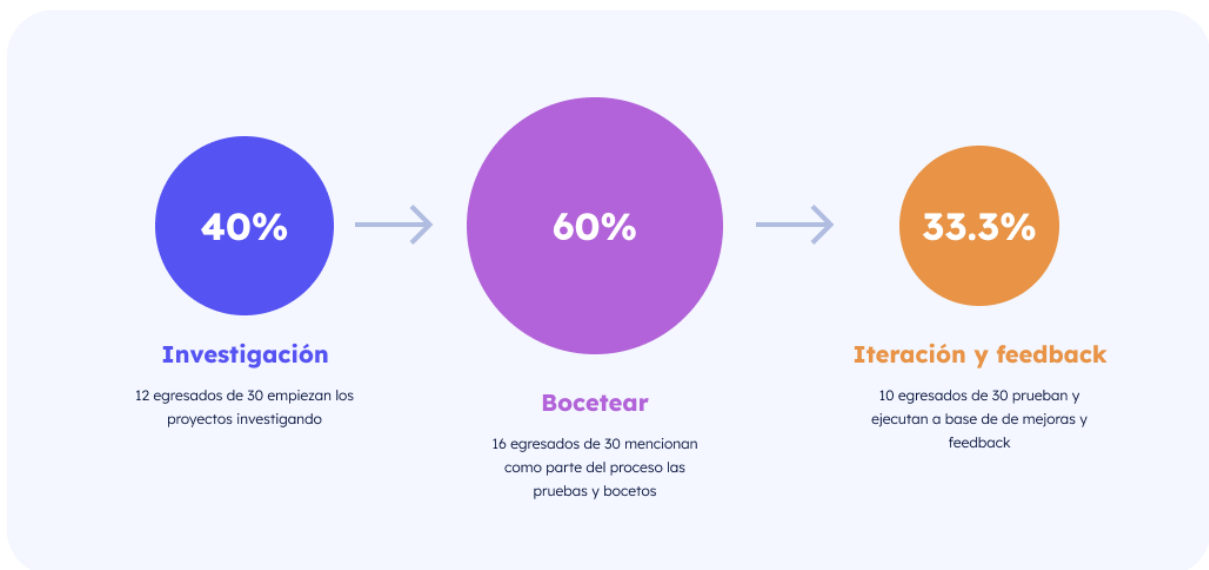 40%
60%
33.3%
Investigación
12 egresados de 30 empiezan los
proyectos investigando
Bocetear
16 egresados de 30 mencionan
como parte del proceso las
pruebas y bocetos
Iteración y feedback
10 egresados de 30 prueban y
ejecutan a base de de mejoras y
feedback